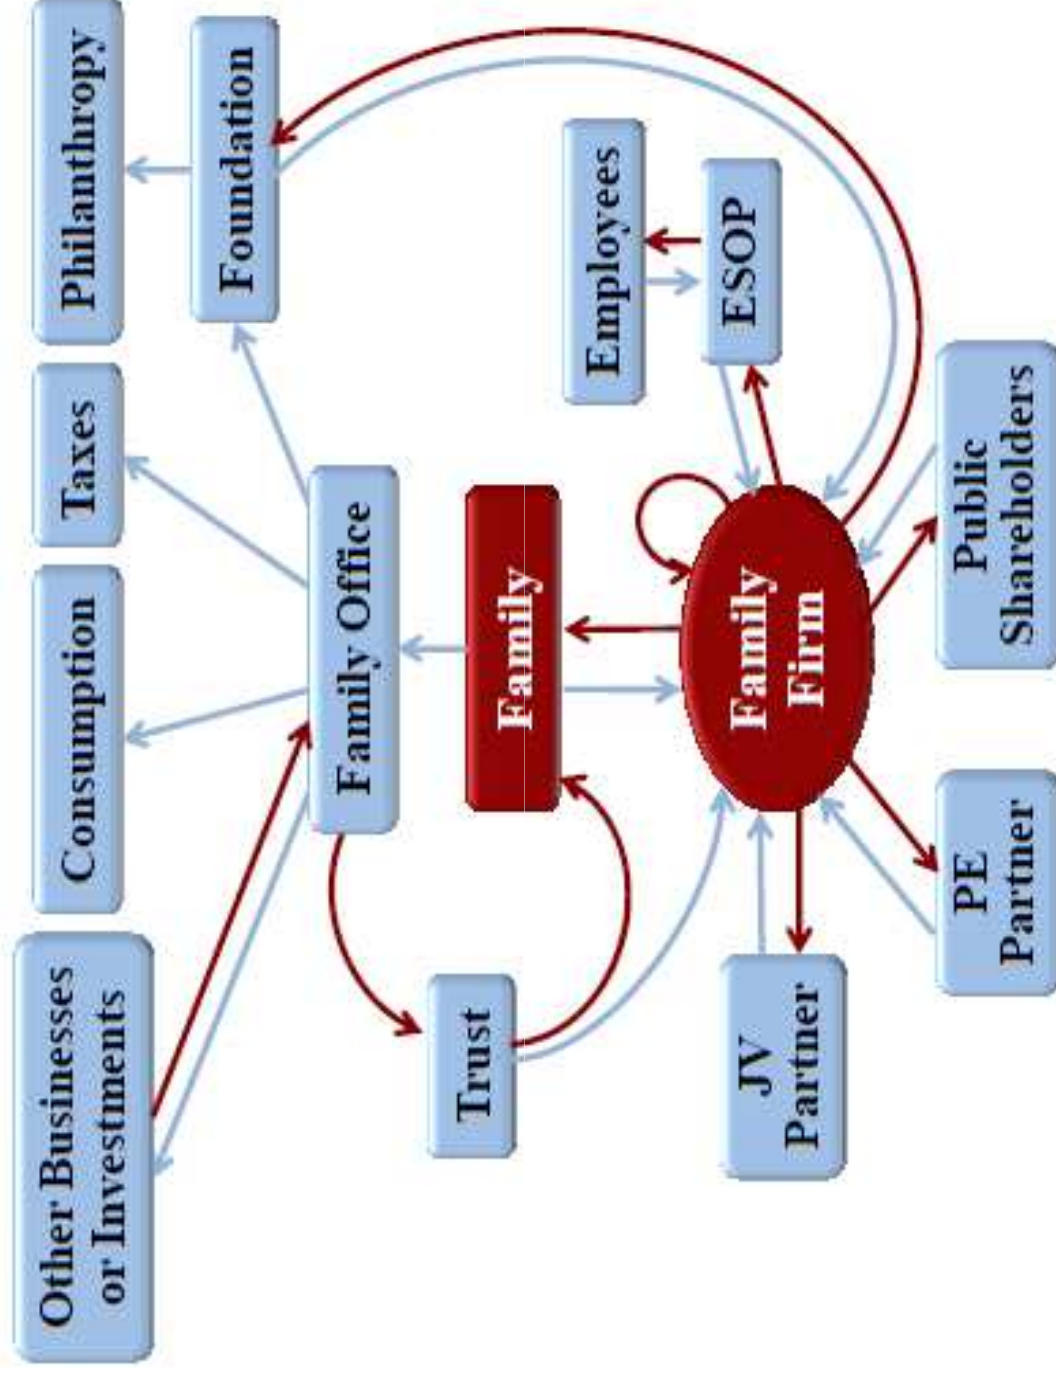 Other Businesses
or Investments
Consumption
Taxes
Philanthropy
Family Office
Foundation
Trust
Family
Employees
JV
Partner
Family
Firm
ESOP
PE
Partner
Public
Shareholders